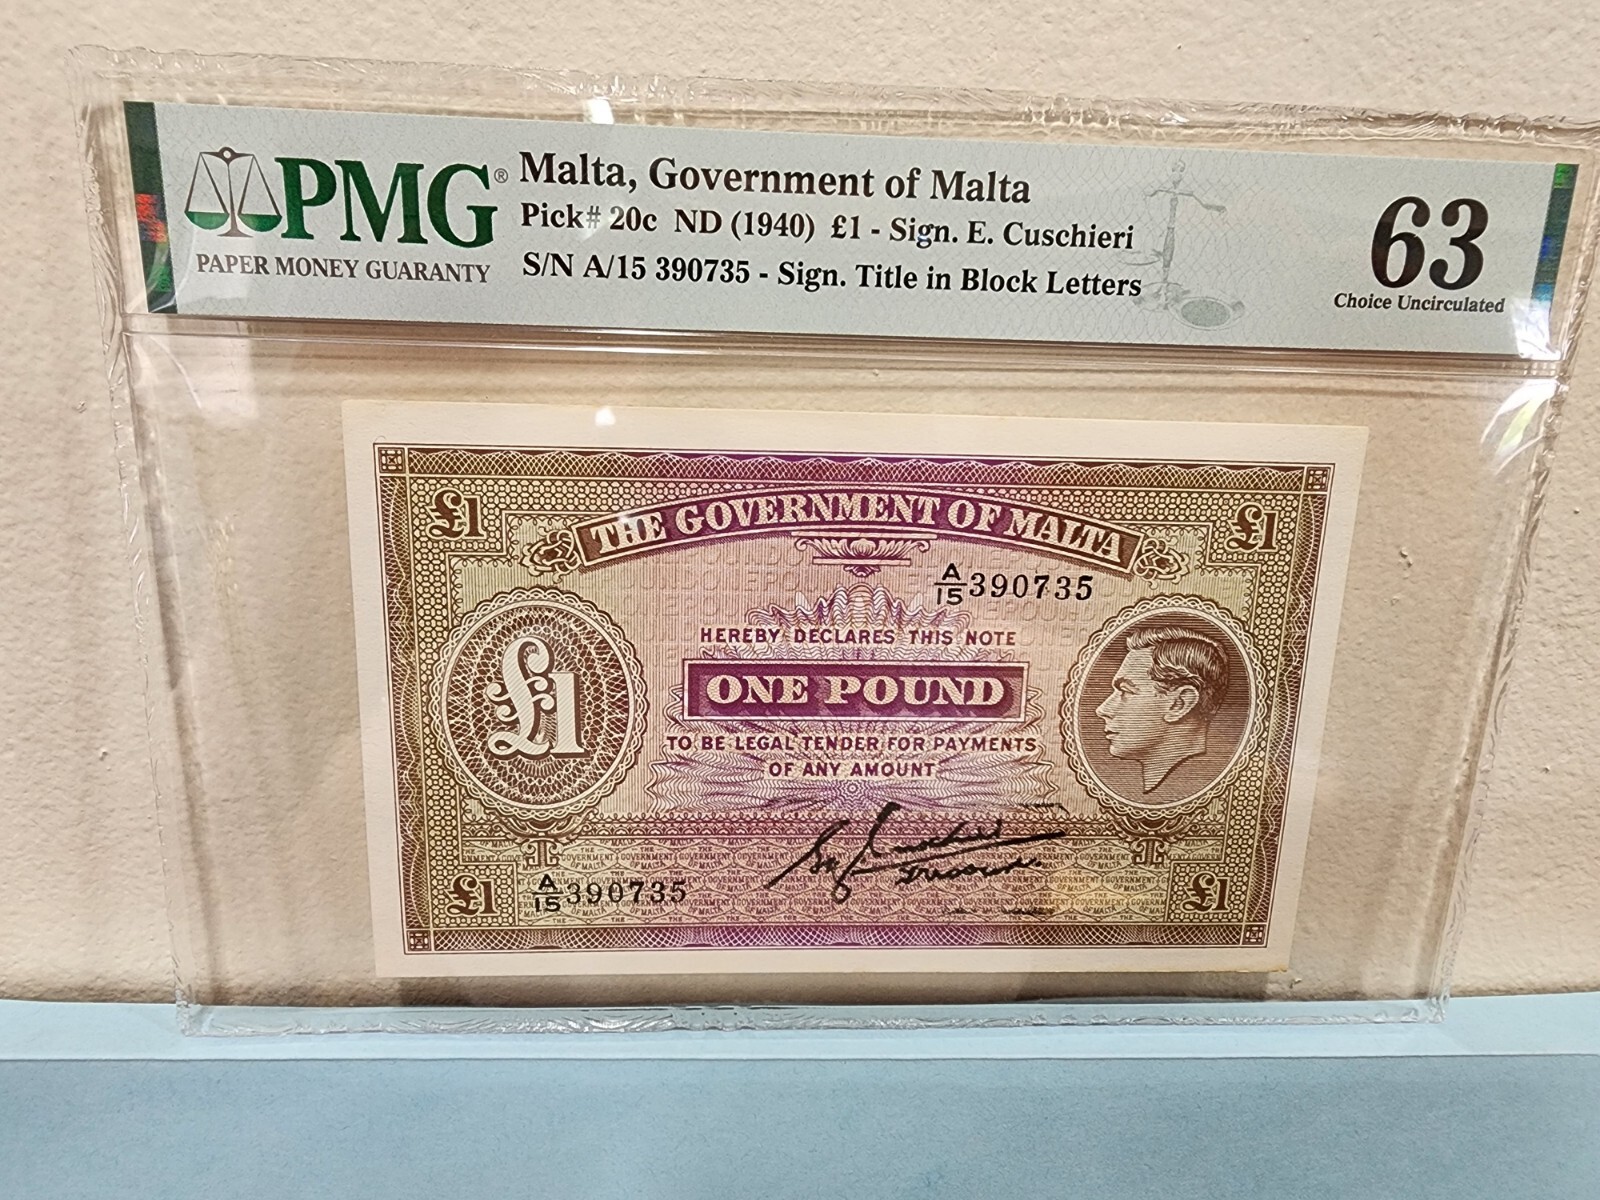 PMG®
PAPER MONEY GUARANTY
Malta, Government of Malta
Pick# 20c ND (1940) £1 - Sign. E. Cuschieri
S/N A/15 390735 - Sign. Title in Block Letters
63
Choice Uncirculated
£1
£1
THE GOVERNMENT OF MALTA
A/15 390735
HEREBY DECLARES THIS NOTE
£1
ONE POUND
TO BE LEGAL TENDER FOR PAYMENTS
OF ANY AMOUNT
£1
A/15 390735
£1